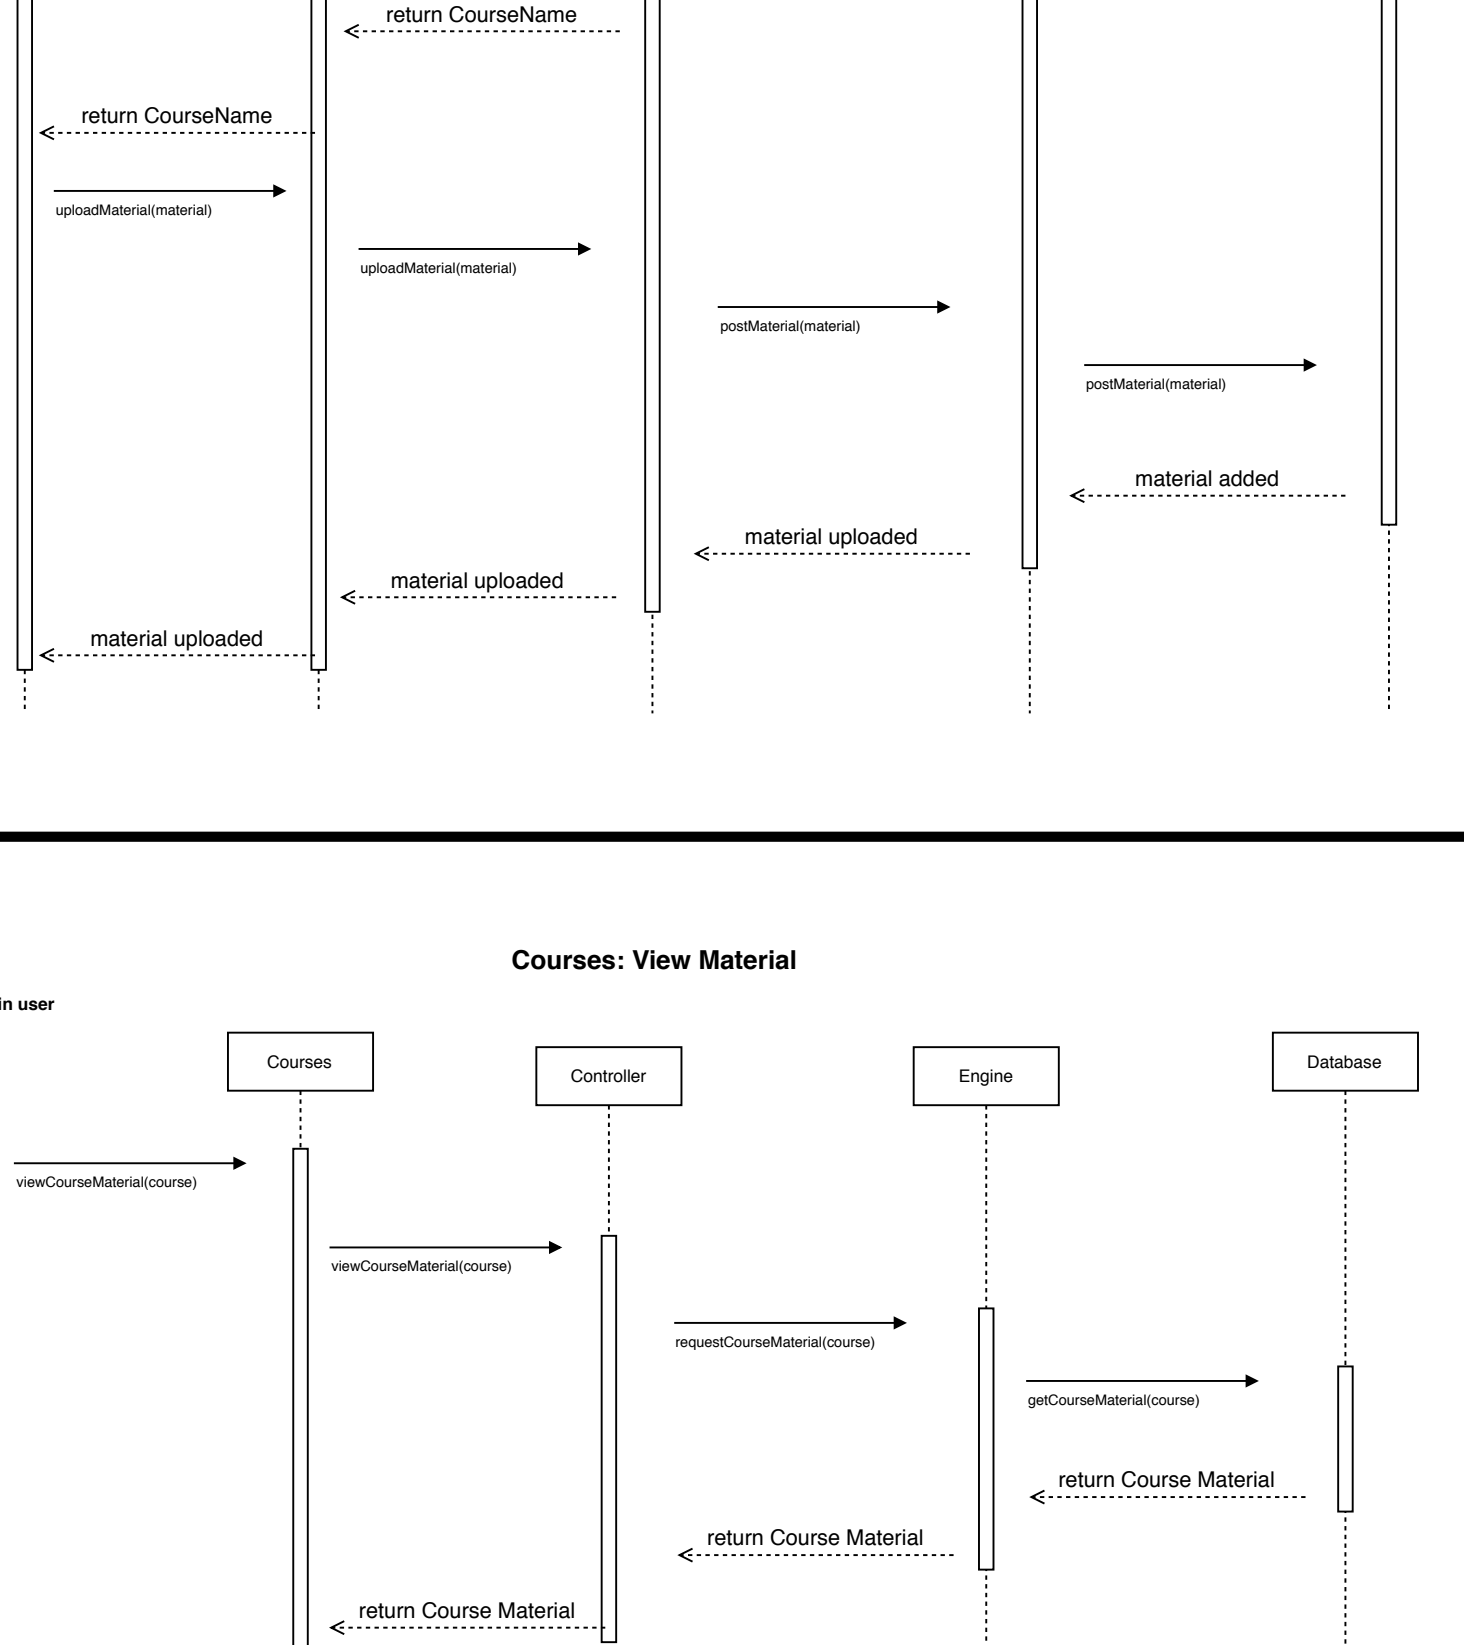 return CourseName
return CourseName
uploadMaterial(material)
uploadMaterial(material)
postMaterial(material)
postMaterial(material)
material added
material uploaded
material uploaded
material uploaded
Courses: View Material
in user
Courses
Controller
Engine
Database
viewCourseMaterial(course)
viewCourseMaterial(course)
requestCourseMaterial(course)
getCourseMaterial(course)
return Course Material
return Course Material
return Course Material